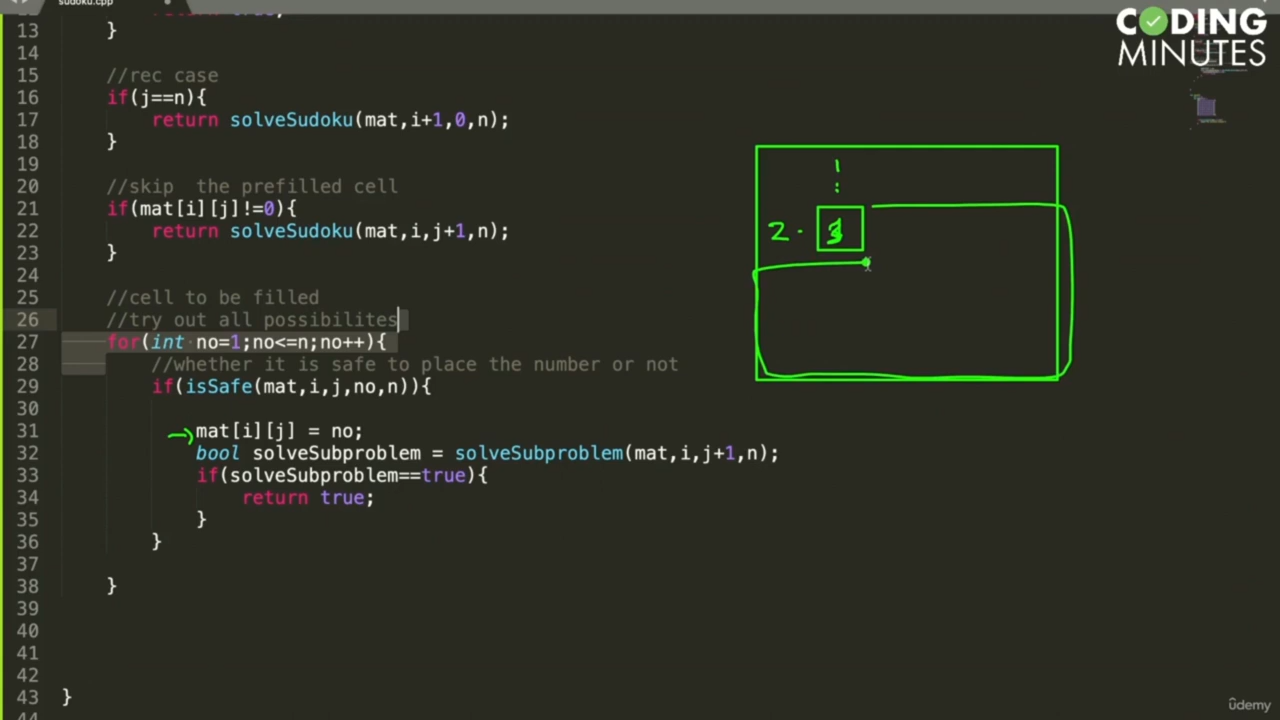 sudoku.cpp
CODING
MINUTES
13 }
14
15 //rec case
16 if(j==n){
17 return solveSudoku(mat,i+1,0,n);
18 }
19
20 //skip the prefilled cell
21 if(mat[i][j]!=0){
22 return solveSudoku(mat,i,j+1,n);
23 }
24
25 //cell to be filled
26 //try out all possibilites
27 for(int no=1;no<=n;no++){
28 //whether it is safe to place the number or not
29 if(isSafe(mat,i,j,no,n)){
30
31 mat[i][j] = no;
32 bool solveSubproblem = solveSubproblem(mat,i,j+1,n);
33 if(solveSubproblem==true){
34 return true;
35 }
36 }
37
38 }
39
40
41
42
43 }
1
2
ûdemy